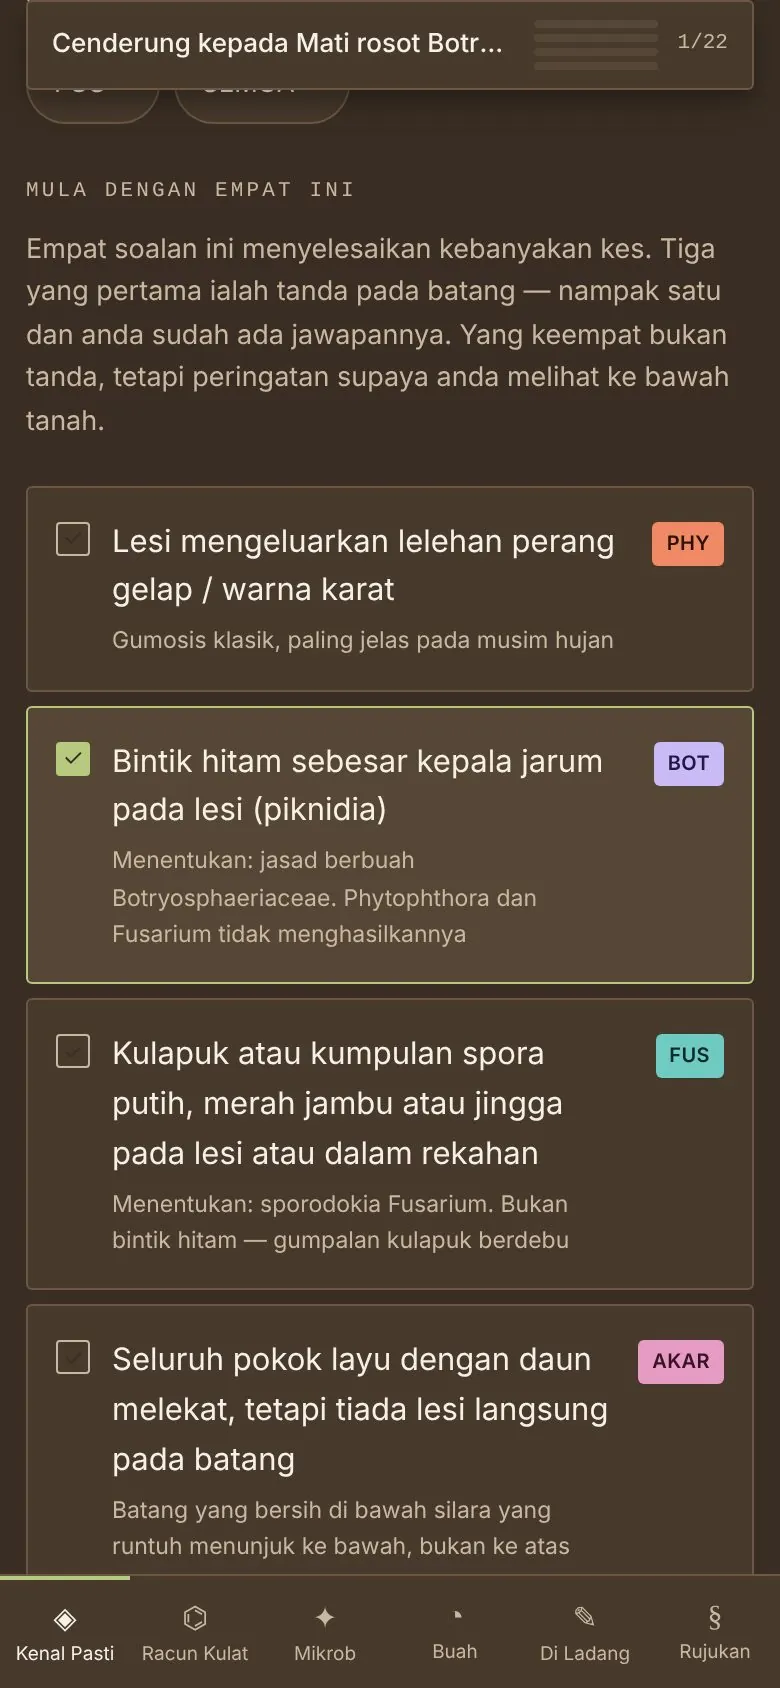 Cenderung kepada Mati rosot Botr...
1/22
MULA DENGAN EMPAT INI
Empat soalan ini menyelesaikan kebanyakan kes. Tiga
yang pertama ialah tanda pada batang — nampak satu
dan anda sudah ada jawapannya. Yang keempat bukan
tanda, tetapi peringatan supaya anda melihat ke bawah
tanah.
Lesi mengeluarkan lelehan perang
gelap / warna karat
PHY
Gumosis klasik, paling jelas pada musim hujan
Bintik hitam sebesar kepala jarum
pada lesi (piknidia)
BOT
Menentukan: jasad berbuah
Botryosphaeriaceae. Phytophthora dan
Fusarium tidak menghasilkannya
Kulapuk atau kumpulan spora
putih, merah jambu atau jingga
pada lesi atau dalam rekahan
FUS
Menentukan: sporodokia Fusarium. Bukan
bintik hitam — gumpalan kulapuk berdebu
Seluruh pokok layu dengan daun
melekat, tetapi tiada lesi langsung
pada batang
AKAR
Batang yang bersih di bawah silara yang
runtuh menunjuk ke bawah, bukan ke atas
Kenal Pasti
Racun Kulat
Mikrob
Buah
Di Ladang
§
Rujukan